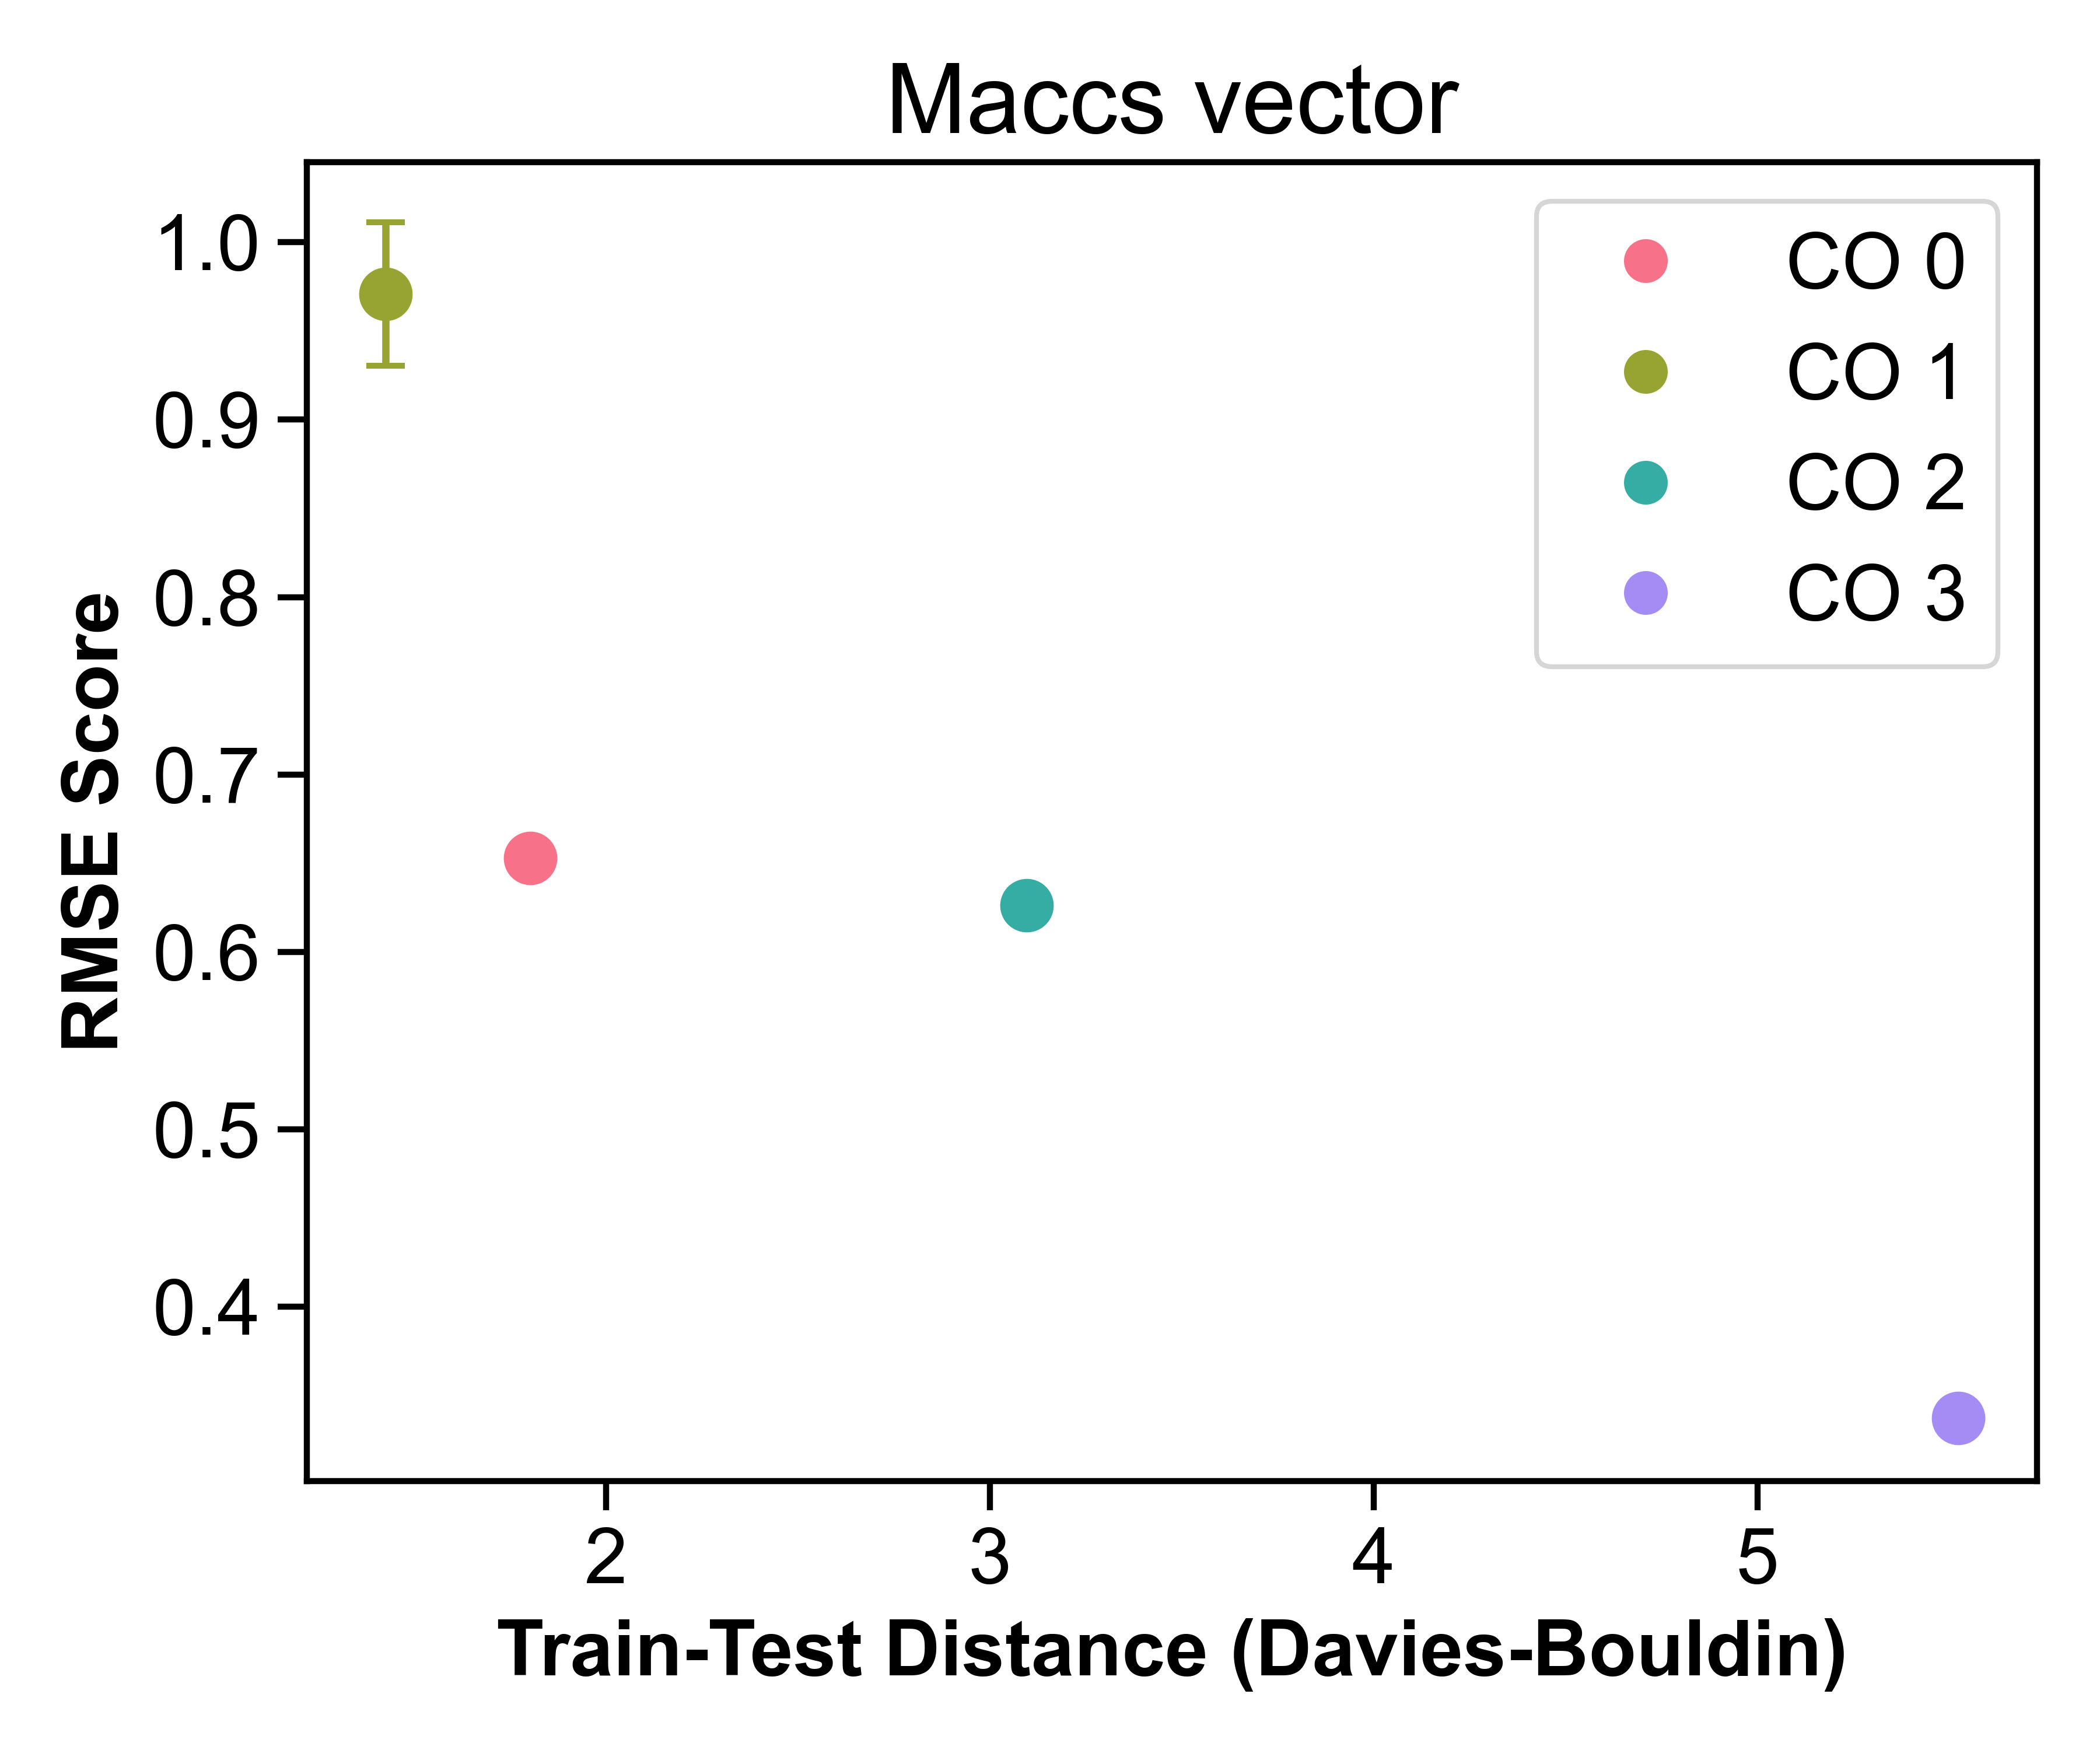 Maccs vector
CO 0
CO 1
CO 2
CO 3
1.0
0.9
0.8
0.7
0.6
0.5
0.4
RMSE Score
2 3 4 5
Train-Test Distance (Davies-Bouldin)